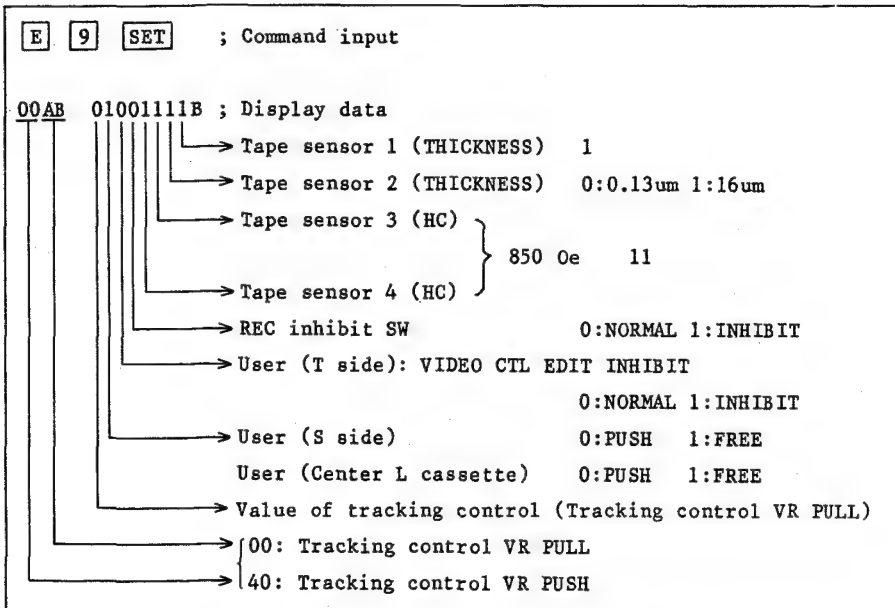 E 9 SET ; Command input
00AB 01001111B ; Display data
Tape sensor 1 (THICKNESS) 1
Tape sensor 2 (THICKNESS) 0:0.13um 1:16um
Tape sensor 3 (HC)
850 Oe 11
Tape sensor 4 (HC)
REC inhibit SW 0:NORMAL 1:INHIBIT
User (T side): VIDEO CTL EDIT INHIBIT
0:NORMAL 1:INHIBIT
User (S side) 0:PUSH 1:FREE
User (Center L cassette) 0:PUSH 1:FREE
Value of tracking control (Tracking control VR PULL)
00: Tracking control VR PULL
40: Tracking control VR PUSH